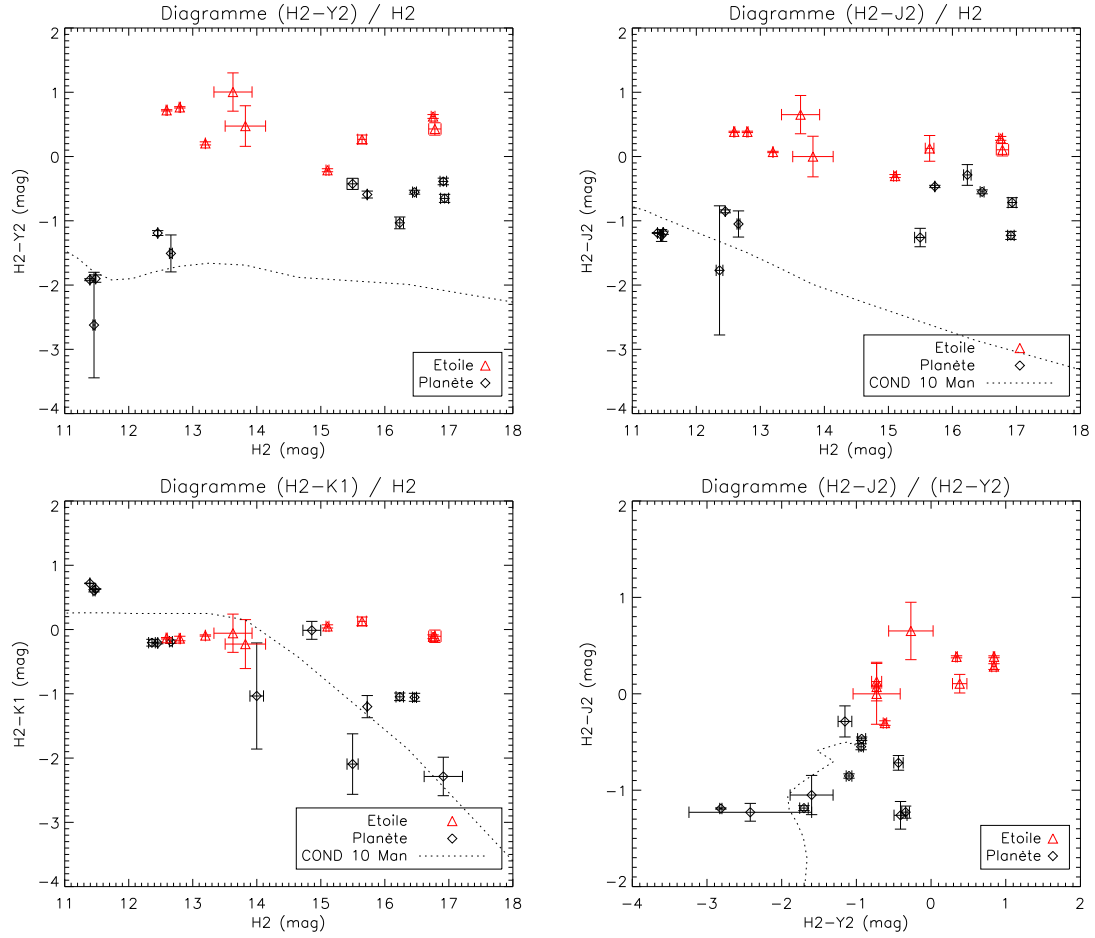 Diagramme (H2-Y2) / H2
2
1
0
-1
-2
-3
-4
H2-Y2 (mag)
Etoile
Planète
11 12 13 14 15 16 17 18
H2 (mag)
Diagramme (H2-J2) / H2
2
1
0
-1
-2
-3
-4
H2-J2 (mag)
Etoile
Planète
COND 10 Man
11 12 13 14 15 16 17 18
H2 (mag)
Diagramme (H2-K1) / H2
2
1
0
-1
-2
-3
-4
H2-K1 (mag)
Etoile
Planète
COND 10 Man
11 12 13 14 15 16 17 18
H2 (mag)
Diagramme (H2-J2) / (H2-Y2)
2
1
0
-1
-2
H2-J2 (mag)
Etoile
Planète
-4 -3 -2 -1 0 1 2
H2-Y2 (mag)